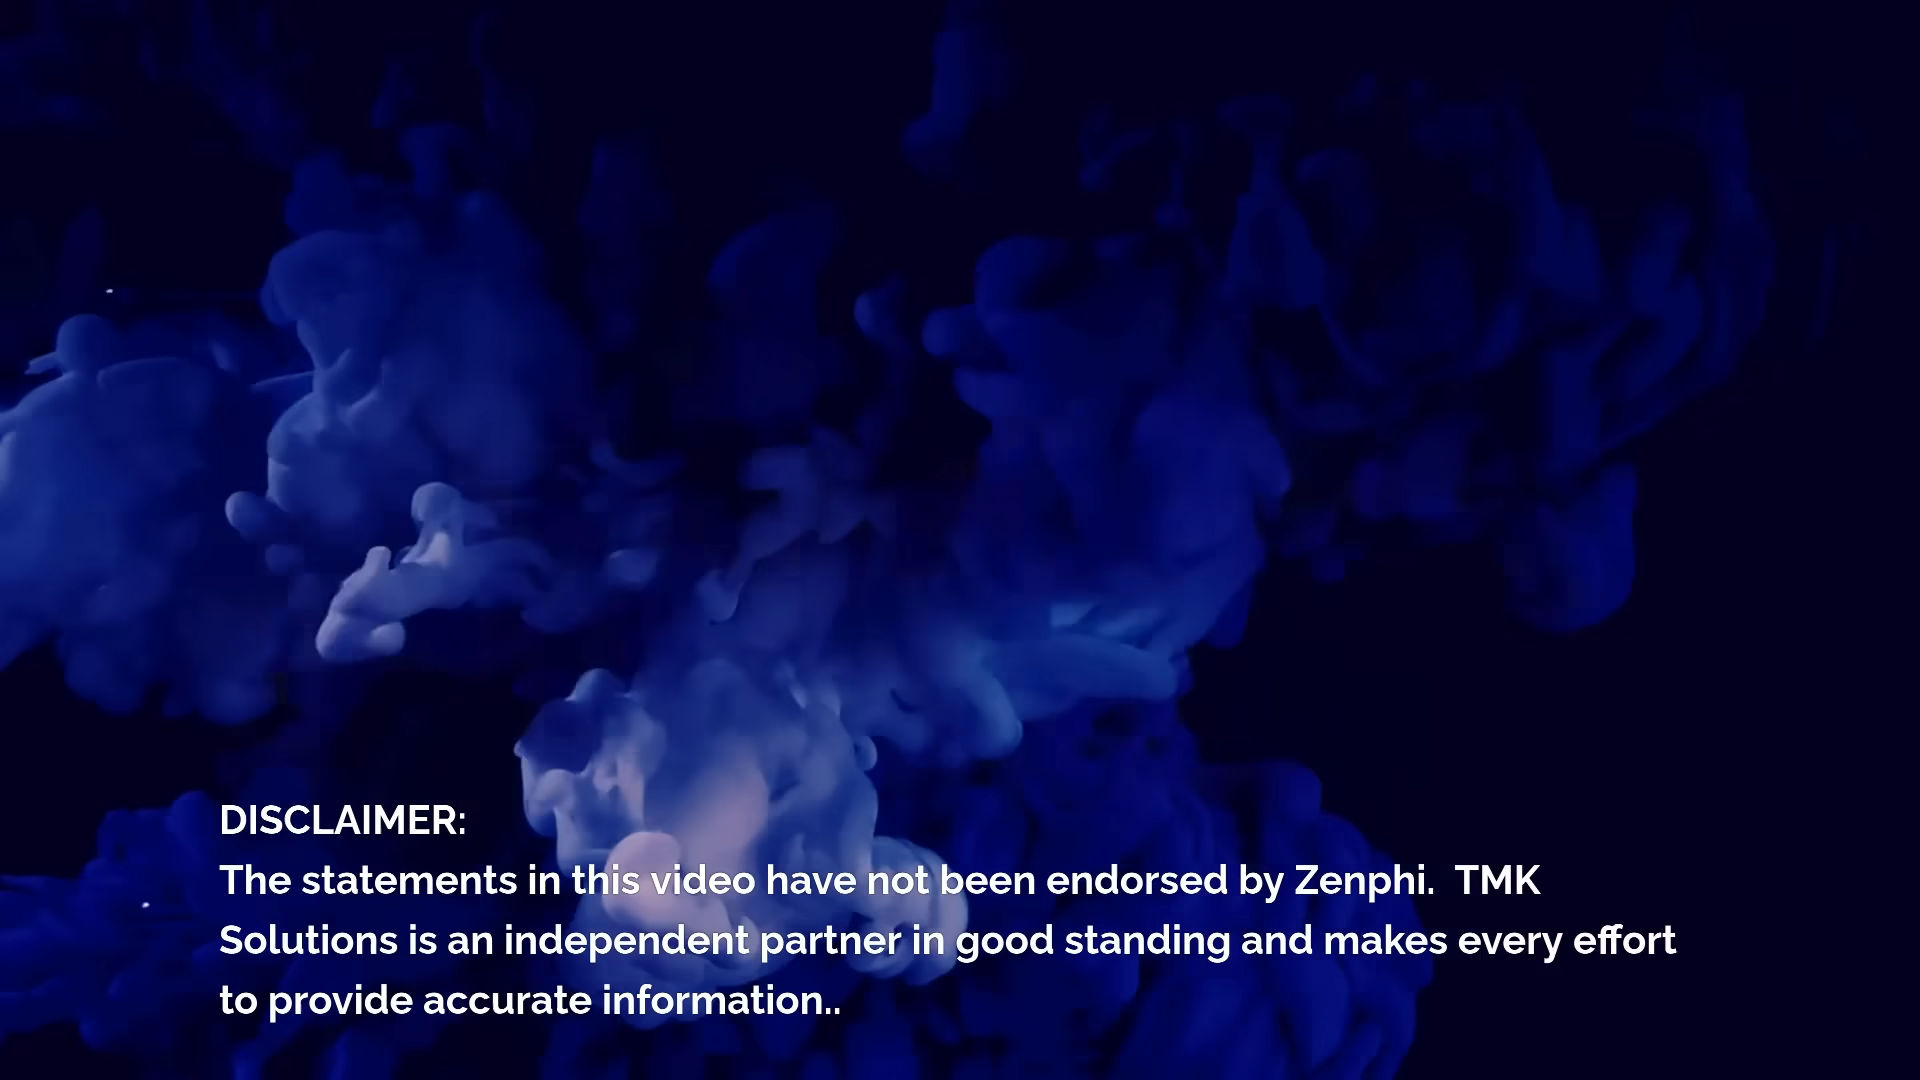 DISCLAIMER:
The statements in this video have not been endorsed by Zenphi.  TMK
Solutions is an independent partner in good standing and makes every effort
to provide accurate information..